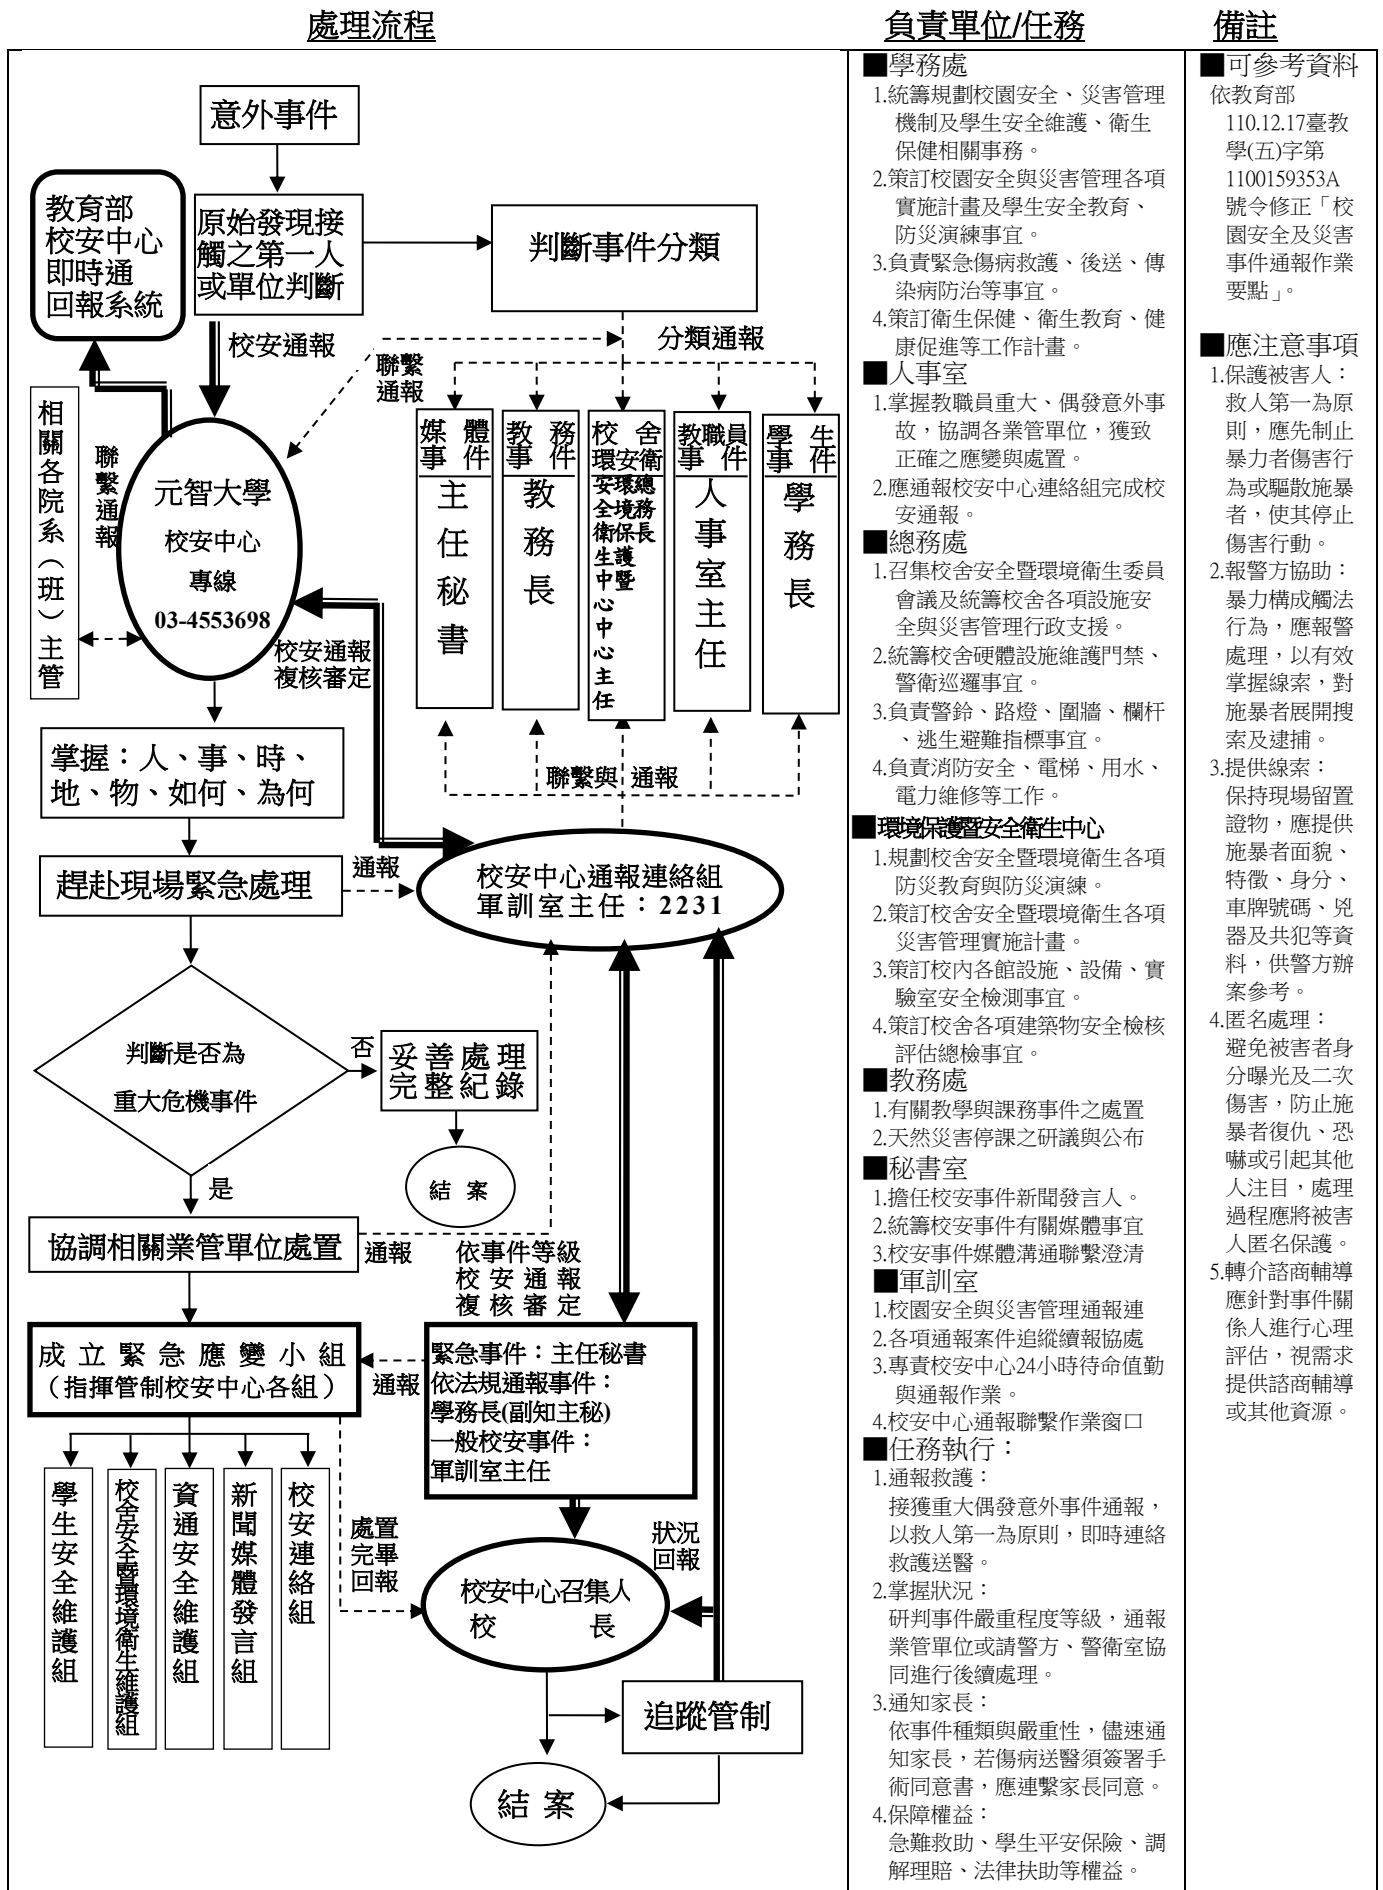 處理流程
負責單位/任務
備註
意外事件
教育部
校安中心
即時通
回報系統
原始發現接
觸之第一人
或單位判斷
判斷事件分類
校安通報
聯繫
通報
分類通報
相關各院系（班）主管
聯繫通報
元智大學
校安中心
專線
03-4553698
媒體
事件
主任秘書
教務
事件
教務長
校舍
環安衛
總務長
環境保護暨
安全衛生中心中心主任
教職員
事件
人事室主任
學生
事件
學務長
校安通報
複核審定
聯繫與 通報
掌握：人、事、時、
地、物、如何、為何
趕赴現場緊急處理
通報
校安中心通報連絡組
軍訓室主任：2231
判斷是否為
重大危機事件
否
妥善處理
完整紀錄
結 案
是
協調相關業管單位處置
通報
依事件等級
校安通報
複核審定
成立緊急應變小組
（指揮管制校安中心各組）
通報
緊急事件：主任秘書
依法規通報事件：
學務長(副知主秘)
一般校安事件：
軍訓室主任
學生安全維護組
校舍安全暨環境衛生維護組
資通安全維護組
新聞媒體發言組
校安連絡組
處置
完畢
回報
狀況
回報
校安中心召集人
校 長
追蹤管制
結 案
■學務處
1.統籌規劃校園安全、災害管理
機制及學生安全維護、衛生
保健相關事務。
2.策訂校園安全與災害管理各項
實施計畫及學生安全教育、
防災演練事宜。
3.負責緊急傷病救護、後送、傳
染病防治等事宜。
4.策訂衛生保健、衛生教育、健
康促進等工作計畫。
■人事室
1.掌握教職員重大、偶發意外事
故，協調各業管單位，獲致
正確之應變與處置。
2.應通報校安中心連絡組完成校
安通報。
■總務處
1.召集校舍安全暨環境衛生委員
會議及統籌校舍各項設施安
全與災害管理行政支援。
2.統籌校舍硬體設施維護門禁、
警衛巡邏事宜。
3.負責警鈴、路燈、圍牆、欄杆
、逃生避難指標事宜。
4.負責消防安全、電梯、用水、
電力維修等工作。
■環境保護暨安全衛生中心
1.規劃校舍安全暨環境衛生各項
防災教育與防災演練。
2.策訂校舍安全暨環境衛生各項
災害管理實施計畫。
3.策訂校內各館設施、設備、實
驗室安全檢測事宜。
4.策訂校舍各項建築物安全檢核
評估總檢事宜。
■教務處
1.有關教學與課務事件之處置
2.天然災害停課之研議與公布
■秘書室
1.擔任校安事件新聞發言人。
2.統籌校安事件有關媒體事宜
3.校安事件媒體溝通聯繫澄清
■軍訓室
1.校園安全與災害管理通報連
2.各項通報案件追縱續報協處
3.專責校安中心24小時待命值勤
與通報作業。
4.校安中心通報聯繫作業窗口
■任務執行：
1.通報救護：
接獲重大偶發意外事件通報，
以救人第一為原則，即時連絡
救護送醫。
2.掌握狀況：
研判事件嚴重程度等級，通報
業管單位或請警方、警衛室協
同進行後續處理。
3.通知家長：
依事件種類與嚴重性，儘速通
知家長，若傷病送醫須簽署手
術同意書，應連繫家長同意。
4.保障權益：
急難救助、學生平安保險、調
解理賠、法律扶助等權益。
■可參考資料
依教育部
110.12.17臺教
學(五)字第
1100159353A
號令修正「校
園安全及災害
事件通報作業
要點」。
■應注意事項
1.保護被害人：
救人第一為原
則，應先制止
暴力者傷害行
為或驅散施暴
者，使其停止
傷害行動。
2.報警方協助：
暴力構成觸法
行為，應報警
處理，以有效
掌握線索，對
施暴者展開搜
索及逮捕。
3.提供線索：
保持現場留置
證物，應提供
施暴者面貌、
特徵、身分、
車牌號碼、兇
器及共犯等資
料，供警方辦
案參考。
4.匿名處理：
避免被害者身
分曝光及二次
傷害，防止施
暴者復仇、恐
嚇或引起其他
人注目，處理
過程應將被害
人匿名保護。
5.轉介諮商輔導
應針對事件關
係人進行心理
評估，視需求
提供諮商輔導
或其他資源。